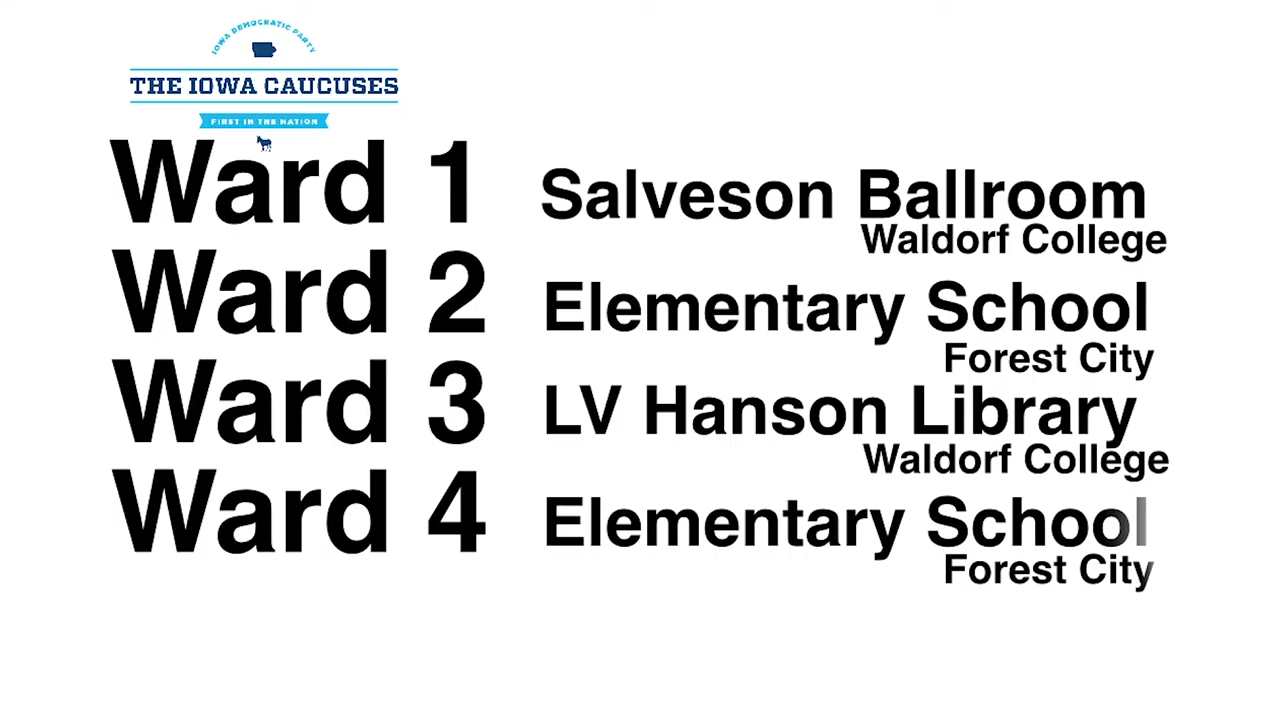 IOWA DEMOCRATIC PARTY
THE IOWA CAUCUSES
FIRST IN THE NATION
Ward 1 Salveson Ballroom
Waldorf College
Ward 2 Elementary School
Forest City
Ward 3 LV Hanson Library
Waldorf College
Ward 4 Elementary School
Forest City